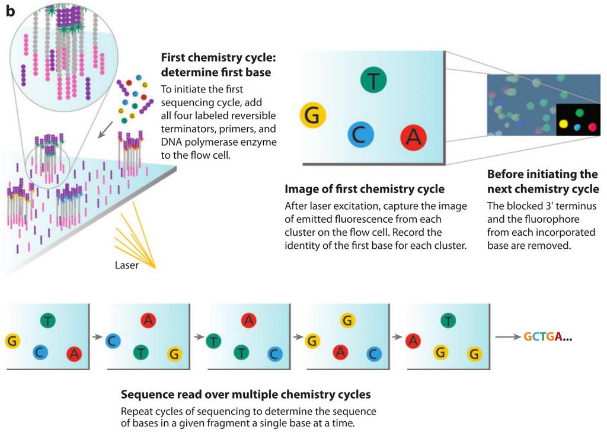 b
First chemistry cycle:
determine first base
To initiate the first
sequencing cycle, add
all four labeled reversible
terminators, primers, and
DNA polymerase enzyme
to the flow cell.
Laser
T
G
C
A
Image of first chemistry cycle
After laser excitation, capture the image
of emitted fluorescence from each
cluster on the flow cell. Record the
identity of the first base for each cluster.
Before initiating the
next chemistry cycle
The blocked 3' terminus
and the fluorophore
from each incorporated
base are removed.
T
G
C
A
A
C
T
G
A
T
T
C
G
G
A
C
T
A
G
G
GCTGA...
Sequence read over multiple chemistry cycles
Repeat cycles of sequencing to determine the sequence
of bases in a given fragment a single base at a time.